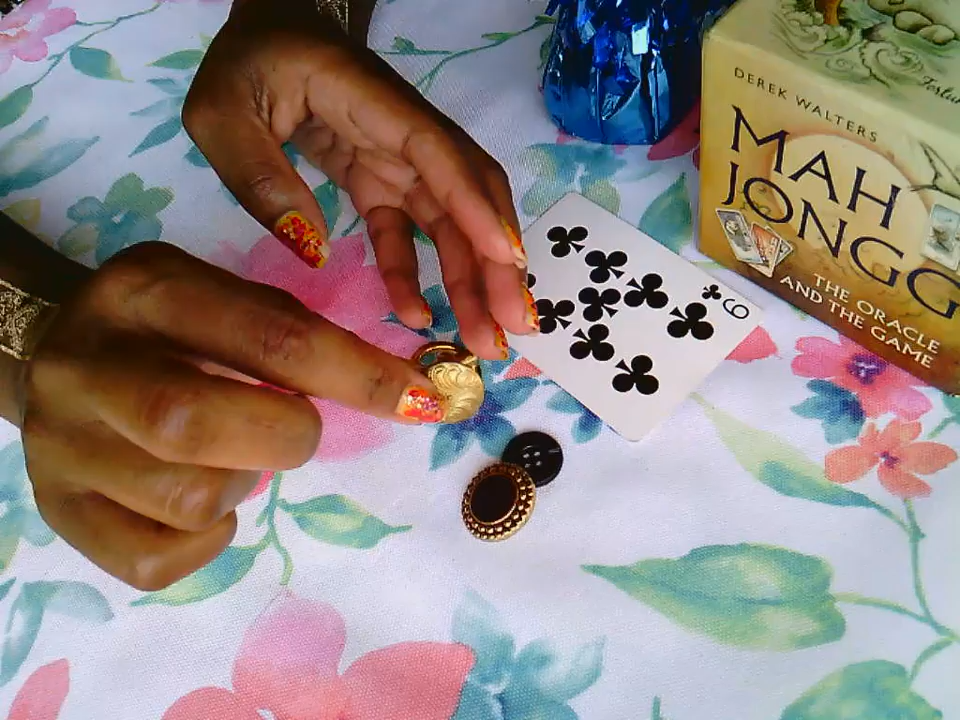 DEREK WALTERS
MAH
JONGG
THE ORACLE
AND THE GAME
9